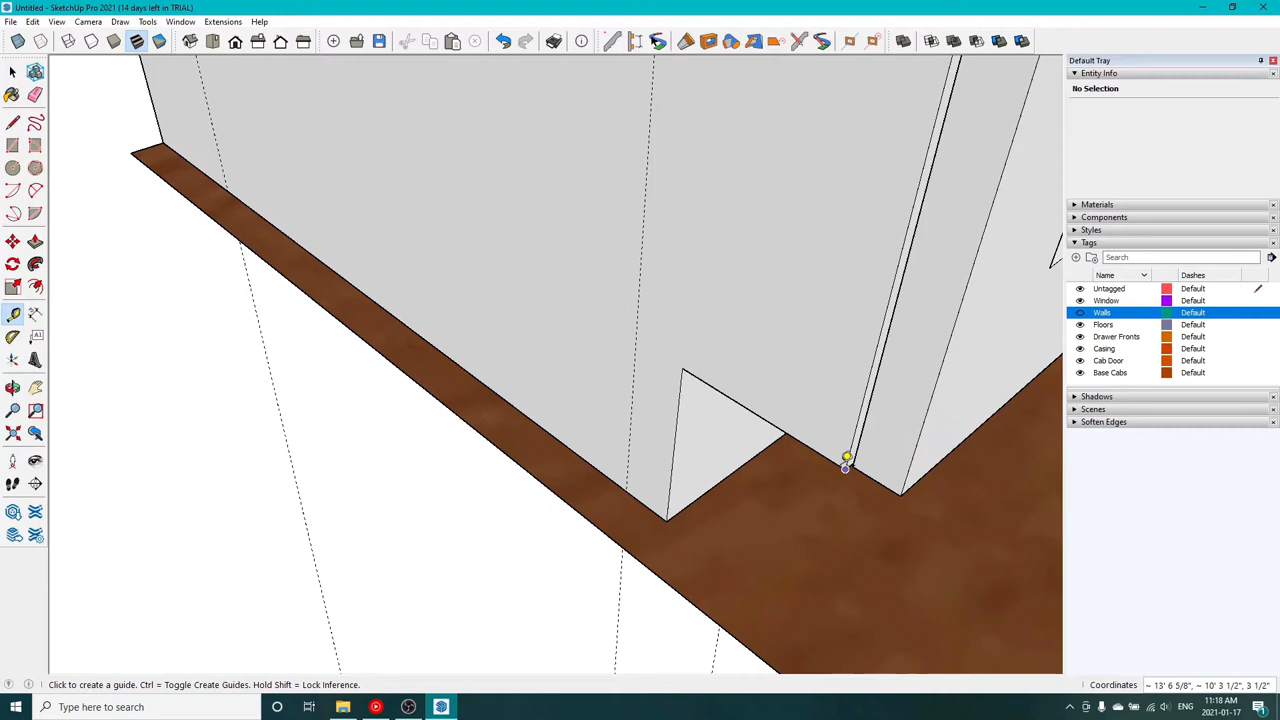 Untitled - SketchUp Pro 2021 (14 days left in TRIAL)
File Edit View Camera Draw Tools Window Extensions Help
Default Tray
Entity Info
No Selection
Materials
Components
Styles
Tags
Search
Name Dashes
Untagged Default
Window Default
Walls Default
Floors Default
Drawer Fronts Default
Casing Default
Cab Door Default
Base Cabs Default
Shadows
Scenes
Soften Edges
Click to create a guide. Ctrl = Toggle Create Guides. Hold Shift = Lock Inference.
Coordinates ~ 13' 6 5/8", ~ 10' 3 1/2", 3 1/2"
Type here to search
ENG
11:18 AM
2021-01-17